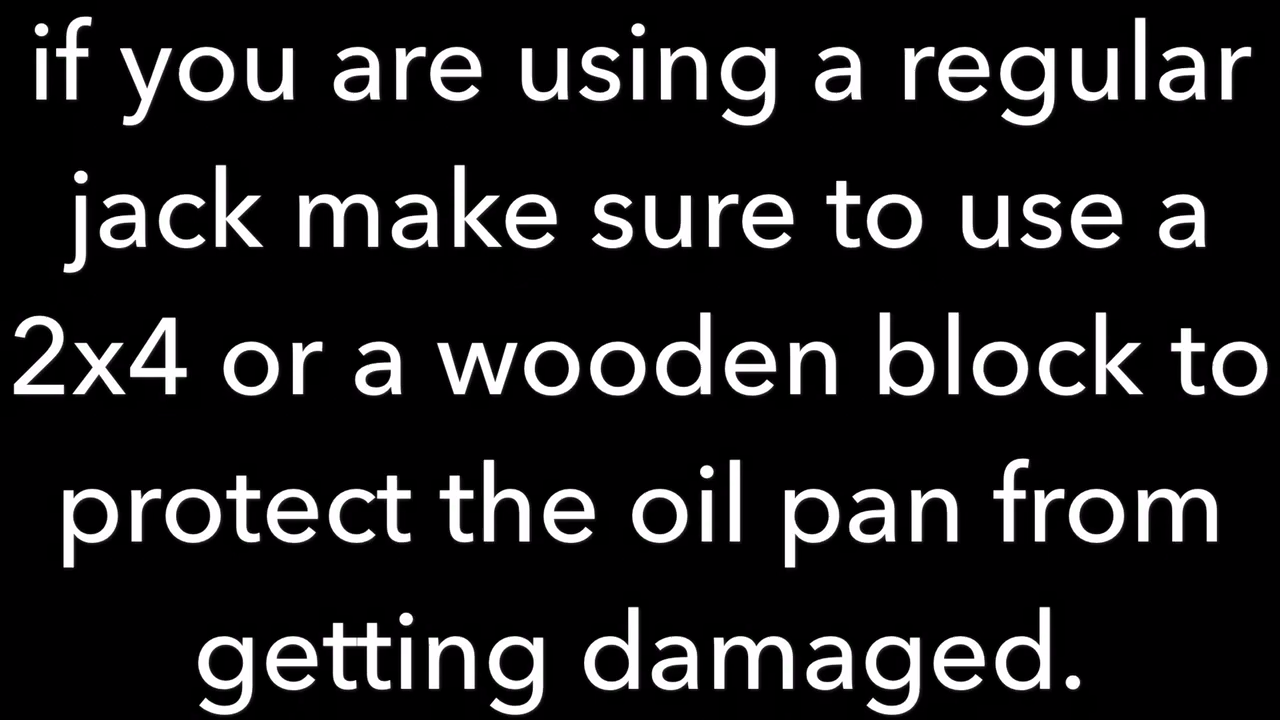 if you are using a regular
jack make sure to use a
2x4 or a wooden block to
protect the oil pan from
getting damaged.